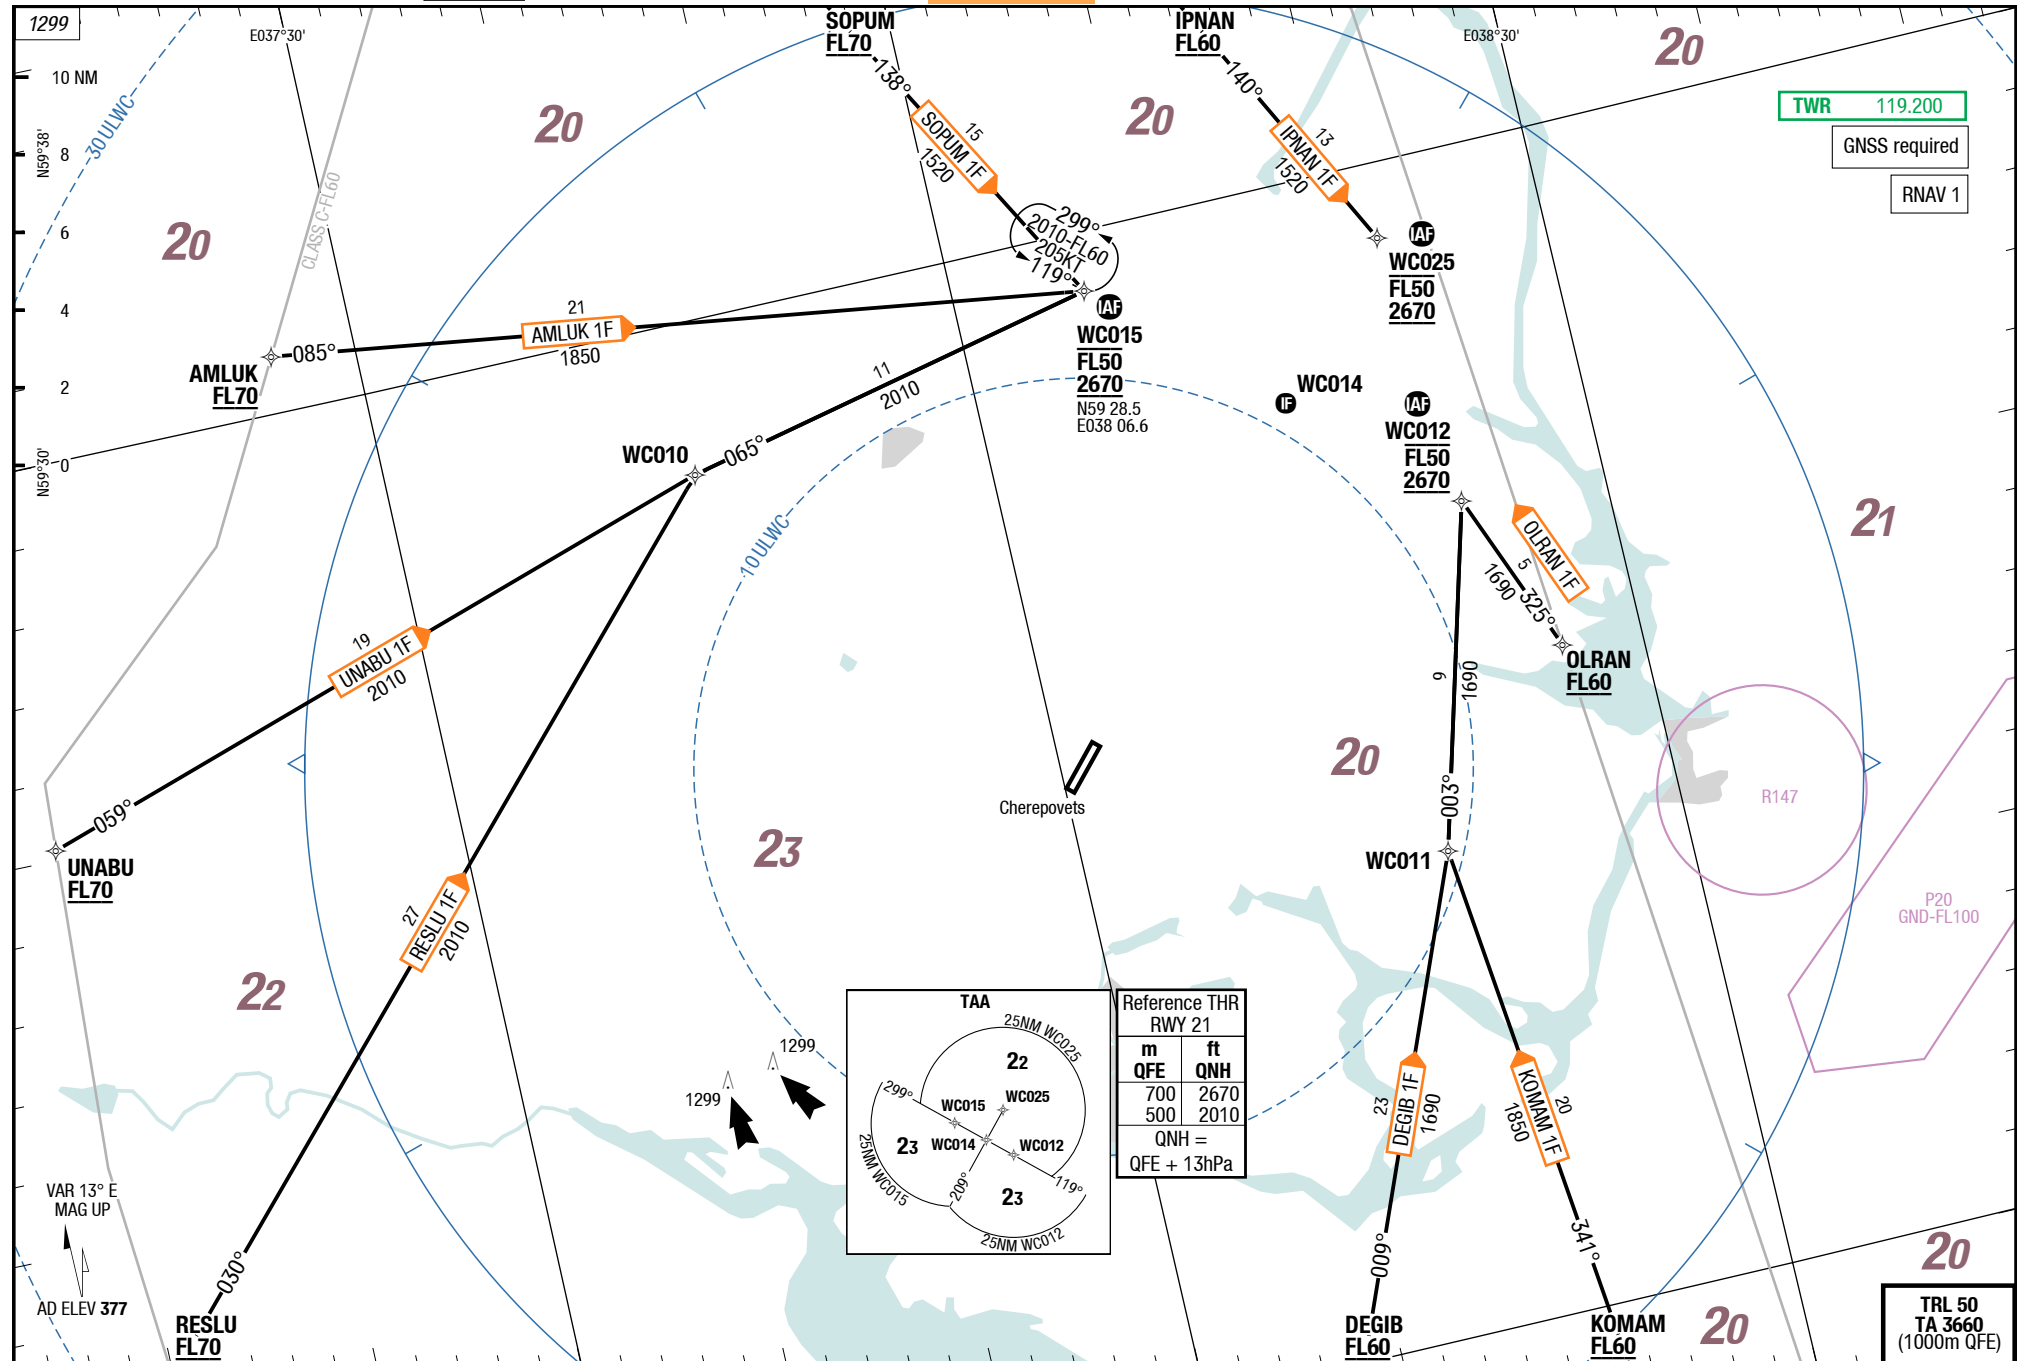 1299
E037°30'
SOPUM
FL70
IPNAN
FL60
E038°30'
10 NM
8
6
4
2
0
N59°38'
N59°30'
30ULWC
CLASS C-FL60
20
20
20
20
138°
15
SOPUM 1F
1520
140°
13
IPNAN 1F
1520
TWR 119.200
GNSS required
RNAV 1
299°
2010-FL60
205KT
119°
IAF
WC025
FL50
2670
21
AMLUK 1F
1850
085°
AMLUK
FL70
IAF
WC015
FL50
2670
N59 28.5
E038 06.6
11
2010
065°
WC010
IF
WC014
IAF
WC012
FL50
2670
21
10ULWC
OLRAN 1F
5
1690
325°
OLRAN
FL60
19
UNABU 1F
2010
059°
UNABU
FL70
9
1690
003°
WC011
20
23
Cherepovets
R147
P20
GND-FL100
27
RESLU 1F
2010
22
030°
RESLU
FL70
1299
1299
TAA
25NM WC025
22
299°
WC015
WC025
23
WC014
WC012
25NM WC015
209°
119°
23
25NM WC012
Reference THR
RWY 21
m ft
QFE QNH
700 2670
500 2010
QNH =
QFE + 13hPa
23
DEGIB 1F
1690
009°
DEGIB
FL60
20
KOMAM 1F
1850
341°
KOMAM
FL60
20
20
VAR 13° E
MAG UP
AD ELEV 377
TRL 50
TA 3660
(1000m QFE)